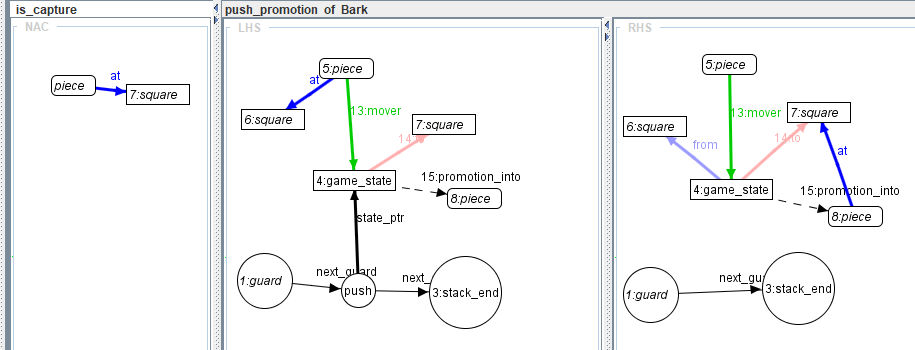 is_capture
push_promotion of Bark
NAC
piece
at
7:square
LHS
5:piece
at
13:mover
6:square
14
7:square
4:game_state
15:promotion_into
8:piece
state_ptr
1:guard
next_guard
push
next_
3:stack_end
RHS
5:piece
13:mover
6:square
7:square
from
14:to
at
4:game_state
15:promotion_into
8:piece
1:guard
next_gu
3:stack_end